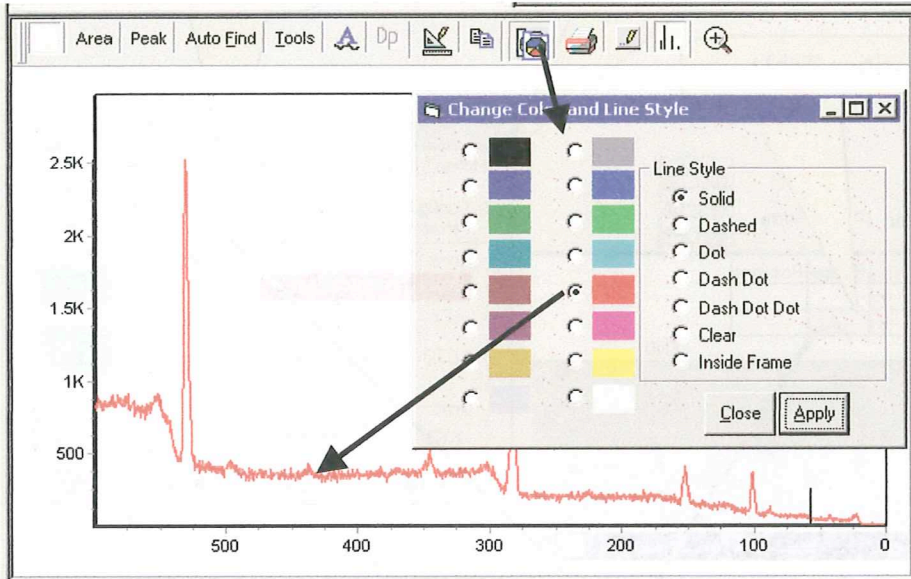 Area Peak Auto Find Tools A Dp
Change Color and Line Style
Line Style
Solid
Dashed
Dot
Dash Dot
Dash Dot Dot
Clear
Inside Frame
Close Apply
2.5K
2K
1.5K
1K
500
500 400 300 200 100 0